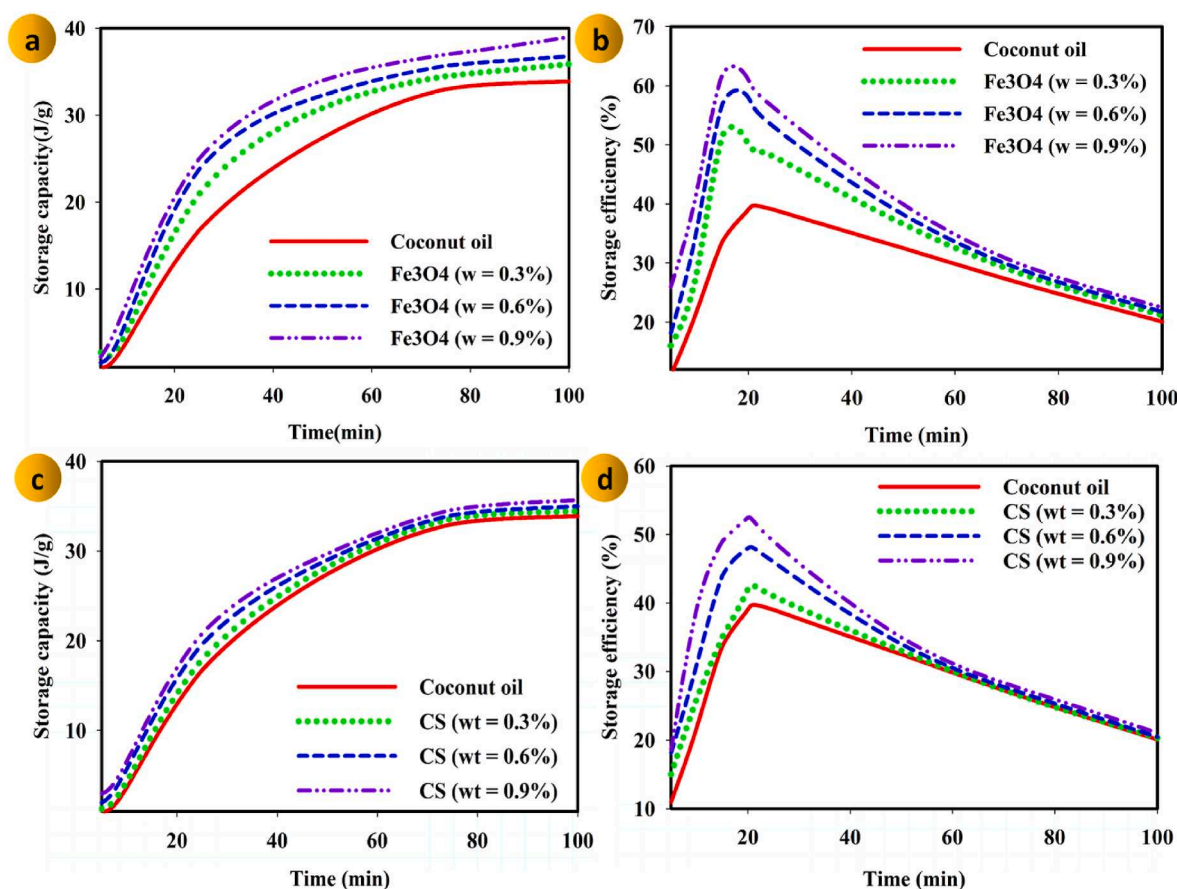 a
Storage capacity(J/g)
40
30
20
10
Coconut oil
Fe3O4 (w = 0.3%)
Fe3O4 (w = 0.6%)
Fe3O4 (w = 0.9%)
20 40 60 80 100
Time(min)
b
Storage efficiency (%)
70
60
50
40
30
20
Coconut oil
Fe3O4 (w = 0.3%)
Fe3O4 (w = 0.6%)
Fe3O4 (w = 0.9%)
20 40 60 80 100
Time (min)
c
Storage capacity (J/g)
40
30
20
10
Coconut oil
CS (wt = 0.3%)
CS (wt = 0.6%)
CS (wt = 0.9%)
20 40 60 80 100
Time (min)
d
Storage efficiency (%)
60
50
40
30
20
10
Coconut oil
CS (wt = 0.3%)
CS (wt = 0.6%)
CS (wt = 0.9%)
20 40 60 80 100
Time (min)